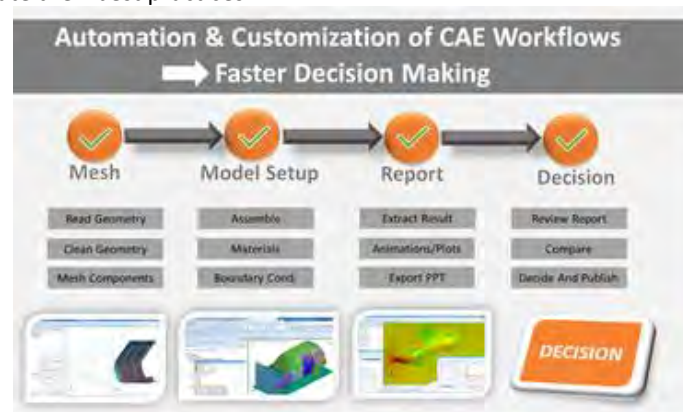 Automation & Customization of CAE Workflows
Faster Decision Making
Mesh
Model Setup
Report
Decision
Read Geometry
Assemble
Extract Result
Review Report
Clean Geometry
Materials
Animations/Plots
Compare
Mesh Components
Boundary Cond.
Export PPT
Decide And Publish
DECISION